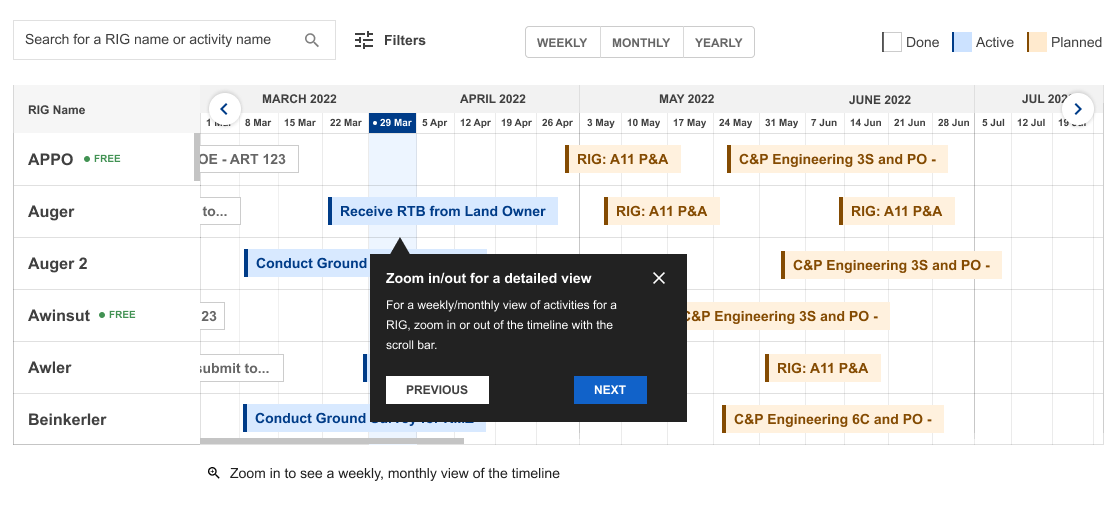 Search for a RIG name or activity name
Filters
WEEKLY MONTHLY YEARLY
Done Active Planned
RIG Name
MARCH 2022 APRIL 2022 MAY 2022 JUNE 2022 JUL
8 Mar 15 Mar 22 Mar 29 Mar 5 Apr 12 Apr 19 Apr 26 Apr 3 May 10 May 17 May 24 May 31 May 7 Jun 14 Jun 21 Jun 28 Jun 5 Jul 12 Jul
APPO FREE OE - ART 123 RIG: A11 P&A C&P Engineering 3S and PO -
Auger to... Receive RTB from Land Owner RIG: A11 P&A RIG: A11 P&A
Auger 2 Conduct Ground C&P Engineering 3S and PO -
Zoom in/out for a detailed view
For a weekly/monthly view of activities for a
RIG, zoom in or out of the timeline with the
scroll bar.
PREVIOUS NEXT
Awinsut FREE 23 C&P Engineering 3S and PO -
Awler submit to... RIG: A11 P&A
Beinkerler Conduct Ground C&P Engineering 6C and PO -
Zoom in to see a weekly, monthly view of the timeline